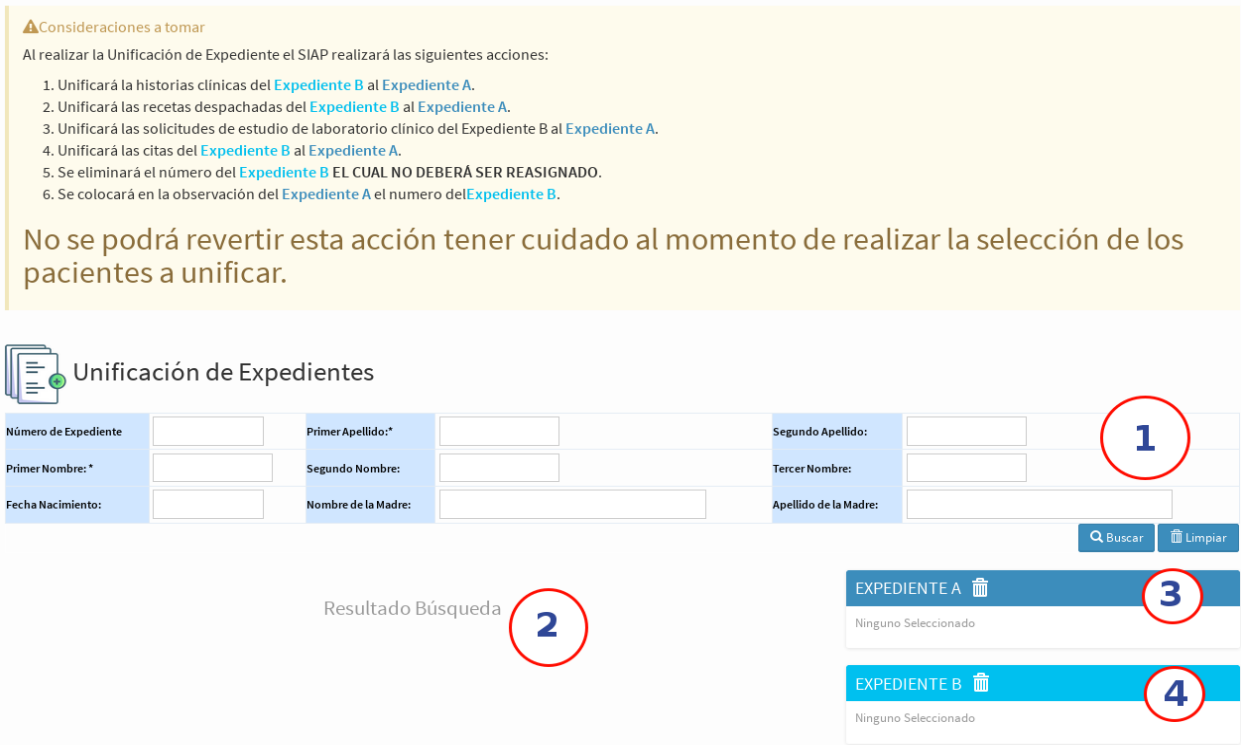 Consideraciones a tomar
Al realizar la Unificación de Expediente el SIAP realizará las siguientes acciones:
1. Unificará la historias clínicas del Expediente B al Expediente A.
2. Unificará las recetas despachadas del Expediente B al Expediente A.
3. Unificará las solicitudes de estudio de laboratorio clínico del Expediente B al Expediente A.
4. Unificará las citas del Expediente B al Expediente A.
5. Se eliminará el número del Expediente B EL CUAL NO DEBERÁ SER REASIGNADO.
6. Se colocará en la observación del Expediente A el numero delExpediente B.
No se podrá revertir esta acción tener cuidado al momento de realizar la selección de los
pacientes a unificar.
Unificación de Expedientes
Número de Expediente Primer Apellido:* Segundo Apellido: 1
Primer Nombre: * Segundo Nombre: Tercer Nombre:
Fecha Nacimiento: Nombre de la Madre: Apellido de la Madre:
Buscar Limpiar
Resultado Búsqueda 2
EXPEDIENTE A 3
Ninguno Seleccionado
EXPEDIENTE B 4
Ninguno Seleccionado